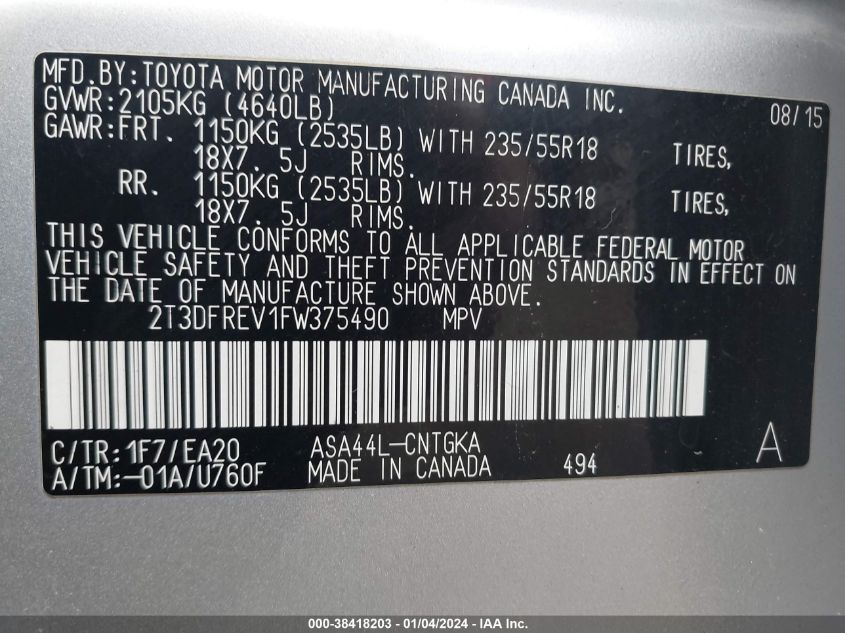 MFD.BY:TOYOTA MOTOR MANUFACTURING CANADA INC. 08/15
GVWR:2105KG (4640LB)
GAWR:FRT. 1150KG (2535LB) WITH 235/55R18 TIRES,
18X7. 5J RIMS.
RR. 1150KG (2535LB) WITH 235/55R18 TIRES,
18X7. 5J RIMS.
THIS VEHICLE CONFORMS TO ALL APPLICABLE FEDERAL MOTOR
VEHICLE SAFETY AND THEFT PREVENTION STANDARDS IN EFFECT ON
THE DATE OF MANUFACTURE SHOWN ABOVE.
2T3DFREV1FW375490 MPV
C/TR:1F7/EA20 ASA44L-CNTGKA A
A/TM:-01A/U760F MADE IN CANADA 494
000-38418203 - 01/04/2024 - IAA Inc.